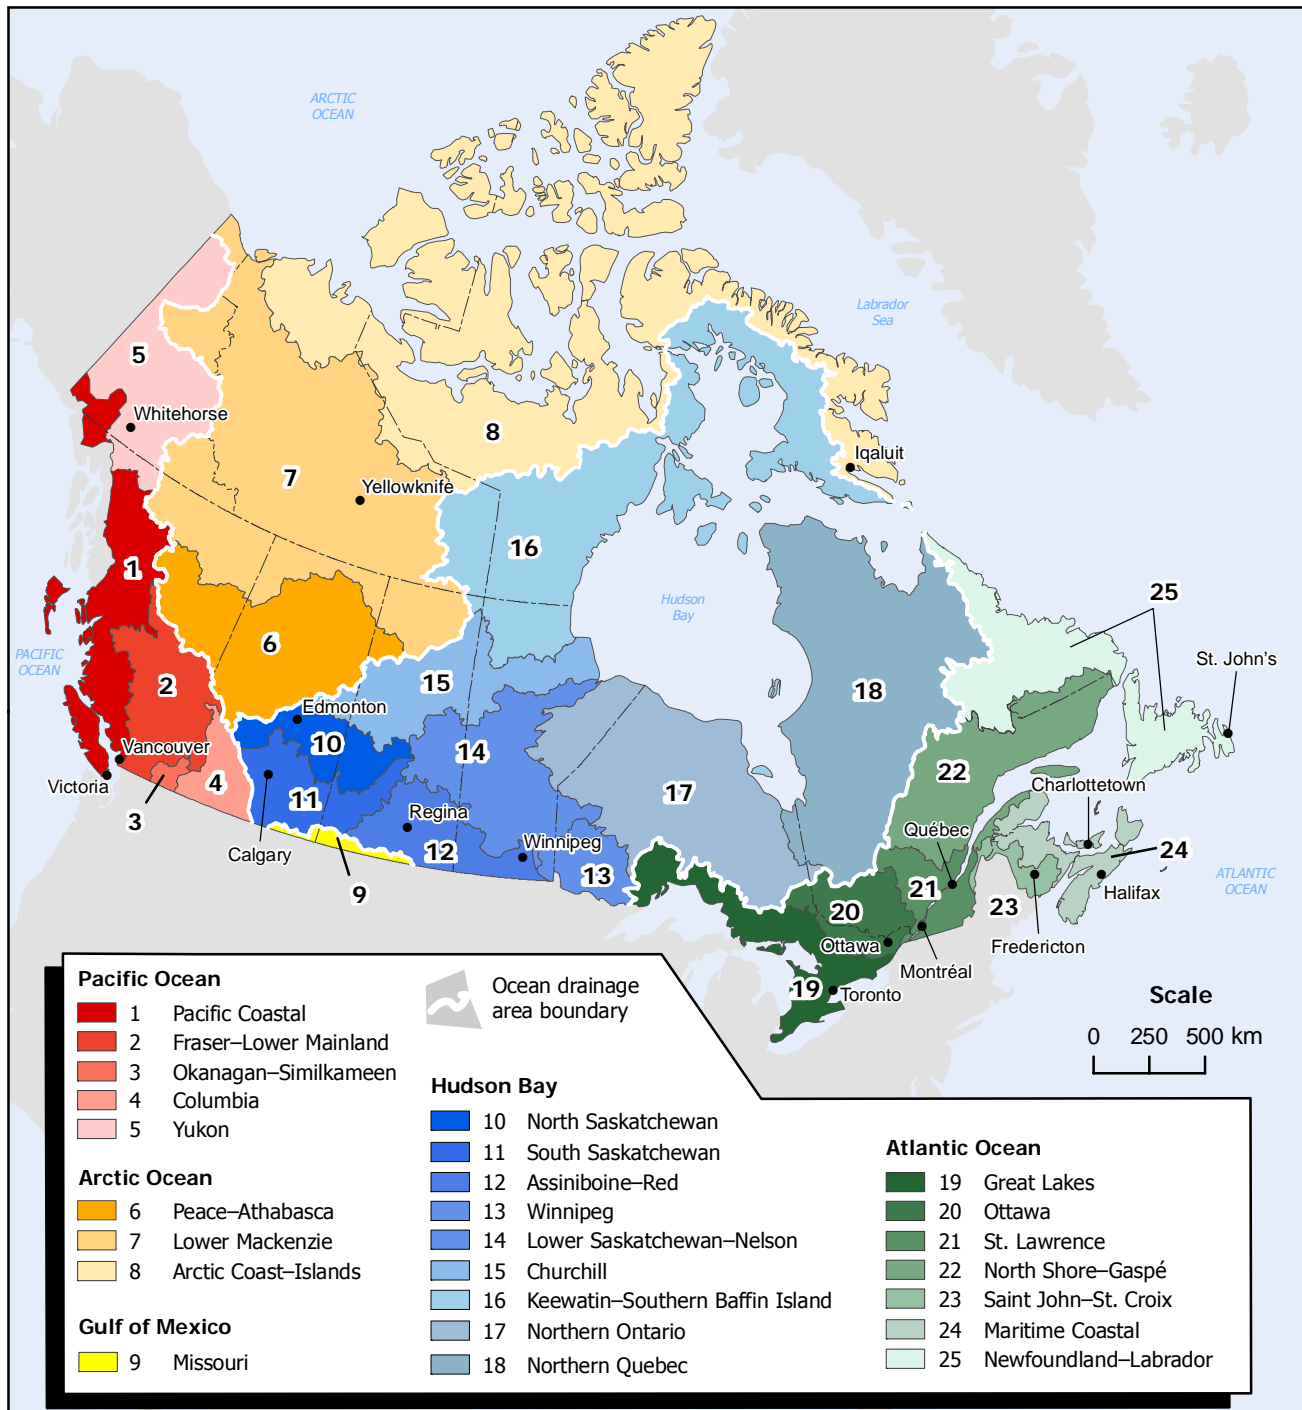 ARCTIC
OCEAN
Labrador
Sea
5
Whitehorse
8
Iqaluit
7
Yellowknife
16
1
25
Hudson
Bay
6
PACIFIC
OCEAN
St. John's
2
15
18
Edmonton
10
14
Vancouver
22
4
Victoria
Charlottetown
17
11
3
Regina
Québec
Calgary
12
Winnipeg
24
13
9
21
ATLANTIC
OCEAN
Halifax
20
23
Ottawa
Fredericton
Montréal
19
Toronto
Scale
0 250 500 km
Ocean drainage
area boundary
Pacific Ocean
1 Pacific Coastal
2 Fraser–Lower Mainland
3 Okanagan–Similkameen
4 Columbia
5 Yukon
Arctic Ocean
6 Peace–Athabasca
7 Lower Mackenzie
8 Arctic Coast–Islands
Gulf of Mexico
9 Missouri
Hudson Bay
10 North Saskatchewan
11 South Saskatchewan
12 Assiniboine–Red
13 Winnipeg
14 Lower Saskatchewan–Nelson
15 Churchill
16 Keewatin–Southern Baffin Island
17 Northern Ontario
18 Northern Quebec
Atlantic Ocean
19 Great Lakes
20 Ottawa
21 St. Lawrence
22 North Shore–Gaspé
23 Saint John–St. Croix
24 Maritime Coastal
25 Newfoundland–Labrador